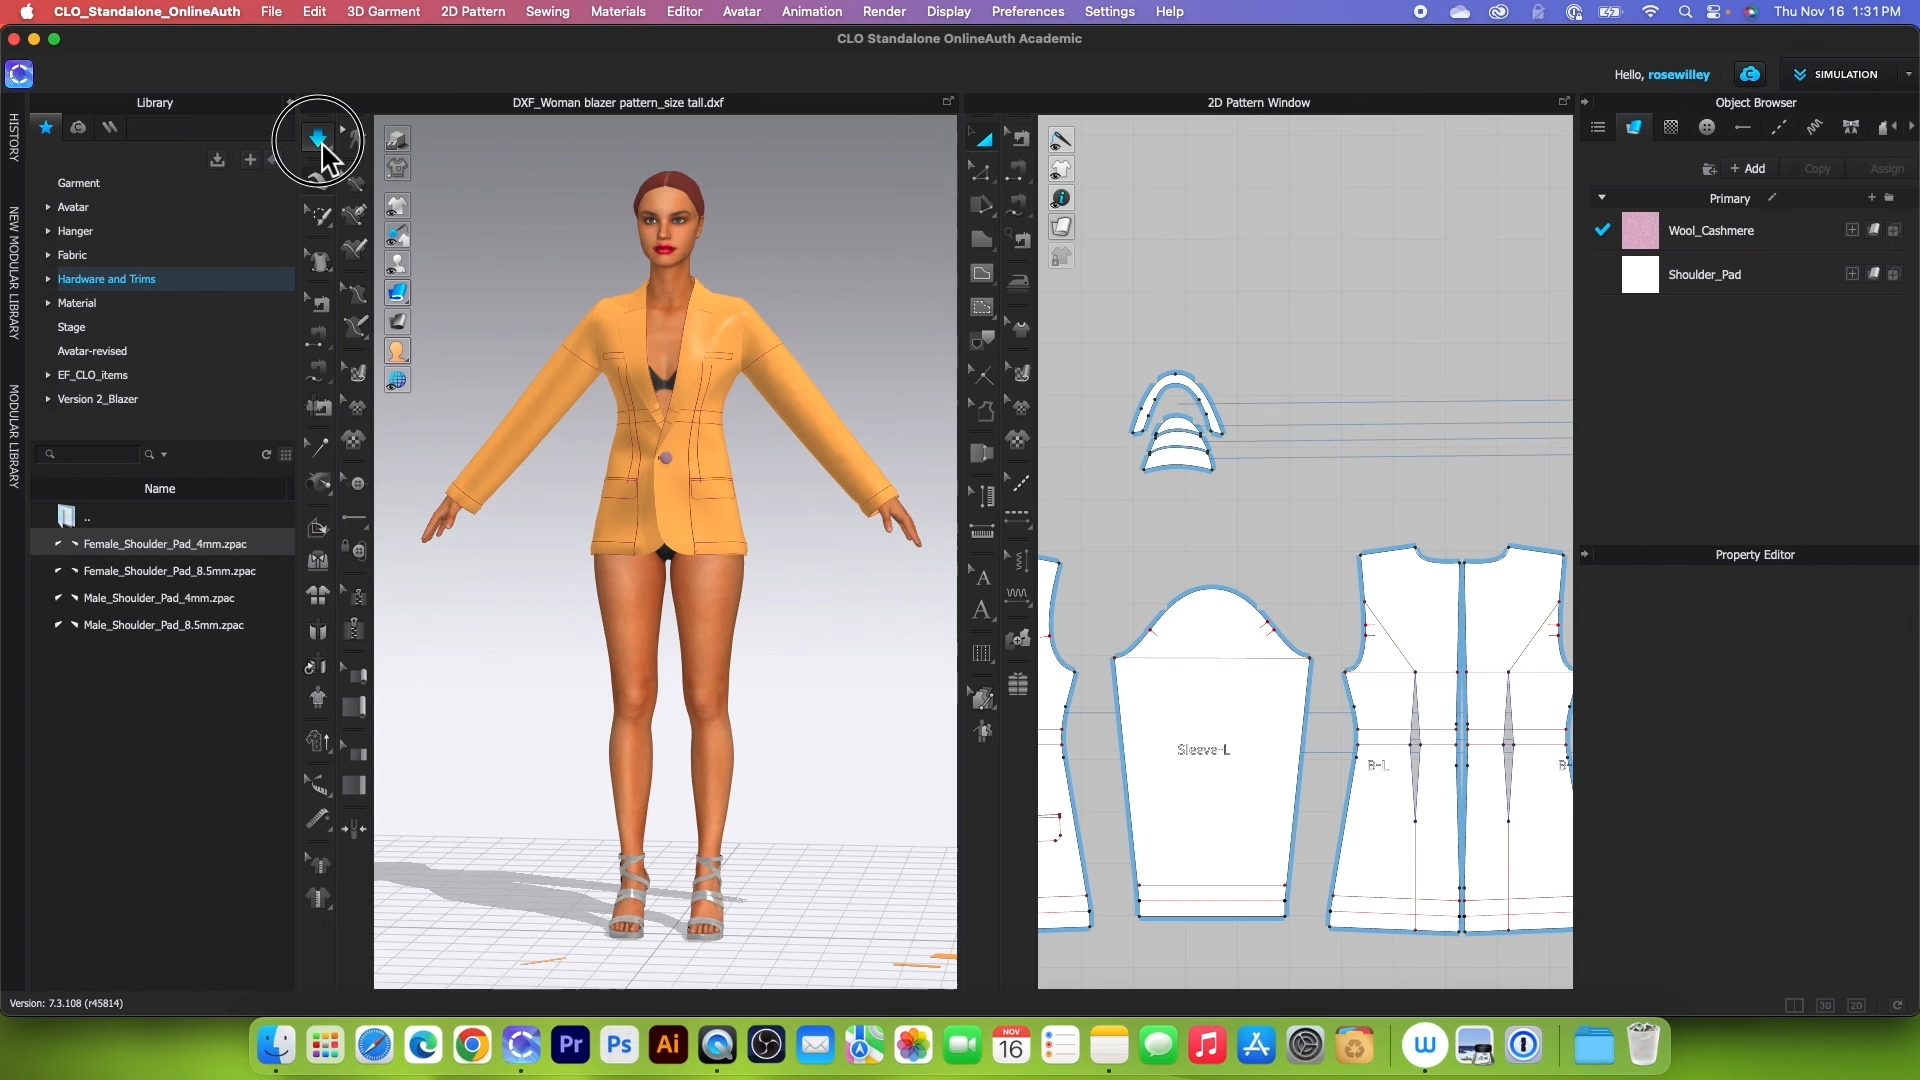 CLO_Standalone_OnlineAuth File Edit 3D Garment 2D Pattern Sewing Materials Editor Avatar Animation Render Display Preferences Settings Help Thu Nov 16 1:31 PM
CLO Standalone OnlineAuth Academic
Hello, rosewilley
SIMULATION
Library
DXF_Woman blazer pattern_size tall.dxf
2D Pattern Window
Object Browser
HISTORY
NEW MODULAR LIBRARY
MODULAR LIBRARY
Garment
Avatar
Hanger
Fabric
Hardware and Trims
Material
Stage
Avatar-revised
EF_CLO_items
Version 2_Blazer
Name
..
Female_Shoulder_Pad_4mm.zpac
Female_Shoulder_Pad_8.5mm.zpac
Male_Shoulder_Pad_4mm.zpac
Male_Shoulder_Pad_8.5mm.zpac
Sleeve-L
B-L
B-
+ Add
Copy
Assign
Primary
Wool_Cashmere
Shoulder_Pad
Property Editor
Version: 7.3.108 (r45814)
3D
2D
Pr
Ps
Ai
NOV
16